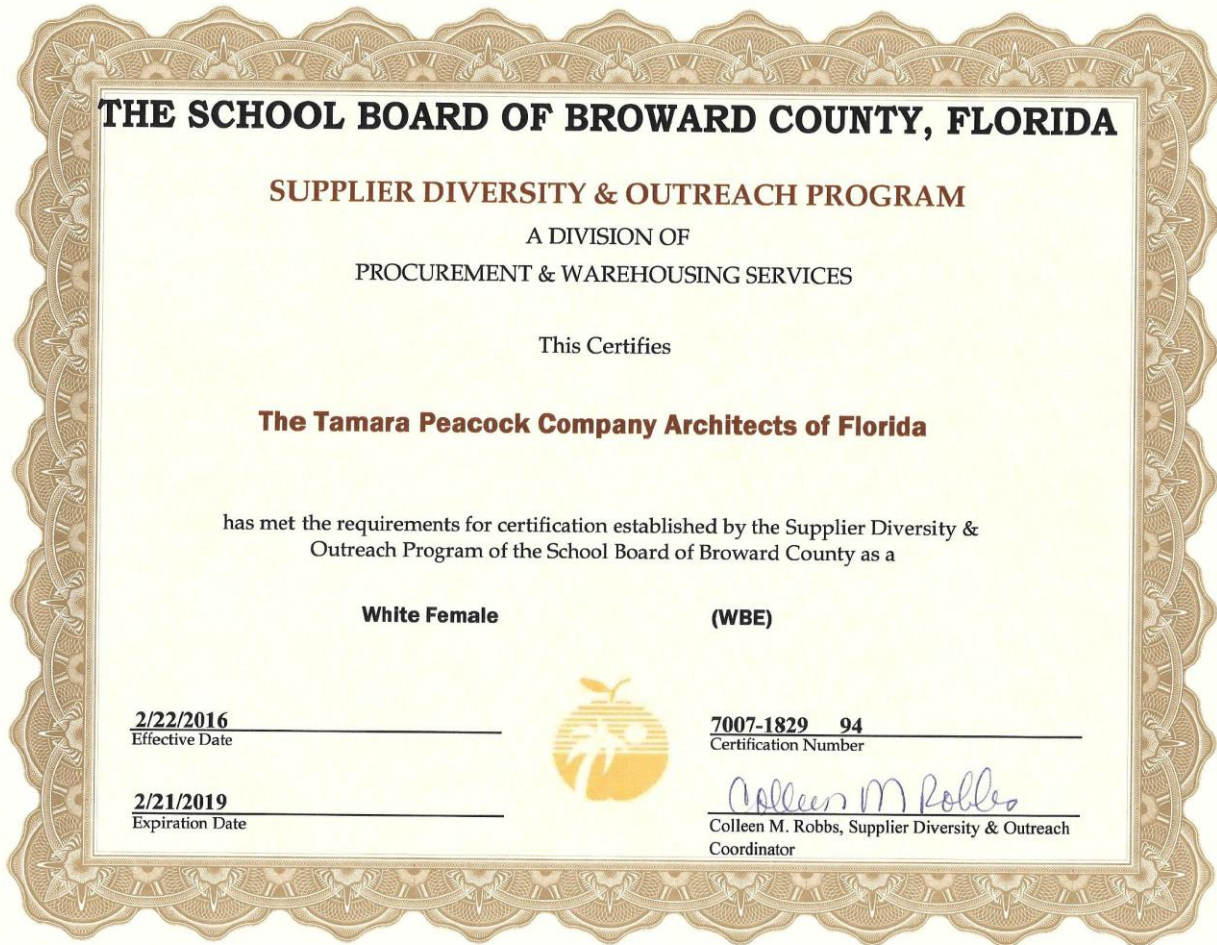 THE SCHOOL BOARD OF BROWARD COUNTY, FLORIDA
SUPPLIER DIVERSITY & OUTREACH PROGRAM
A DIVISION OF
PROCUREMENT & WAREHOUSING SERVICES
This Certifies
The Tamara Peacock Company Architects of Florida
has met the requirements for certification established by the Supplier Diversity &
Outreach Program of the School Board of Broward County as a
White Female (WBE)
2/22/2016
Effective Date
7007-1829 94
Certification Number
2/21/2019
Expiration Date
Colleen M Robbs
Colleen M. Robbs, Supplier Diversity & Outreach
Coordinator